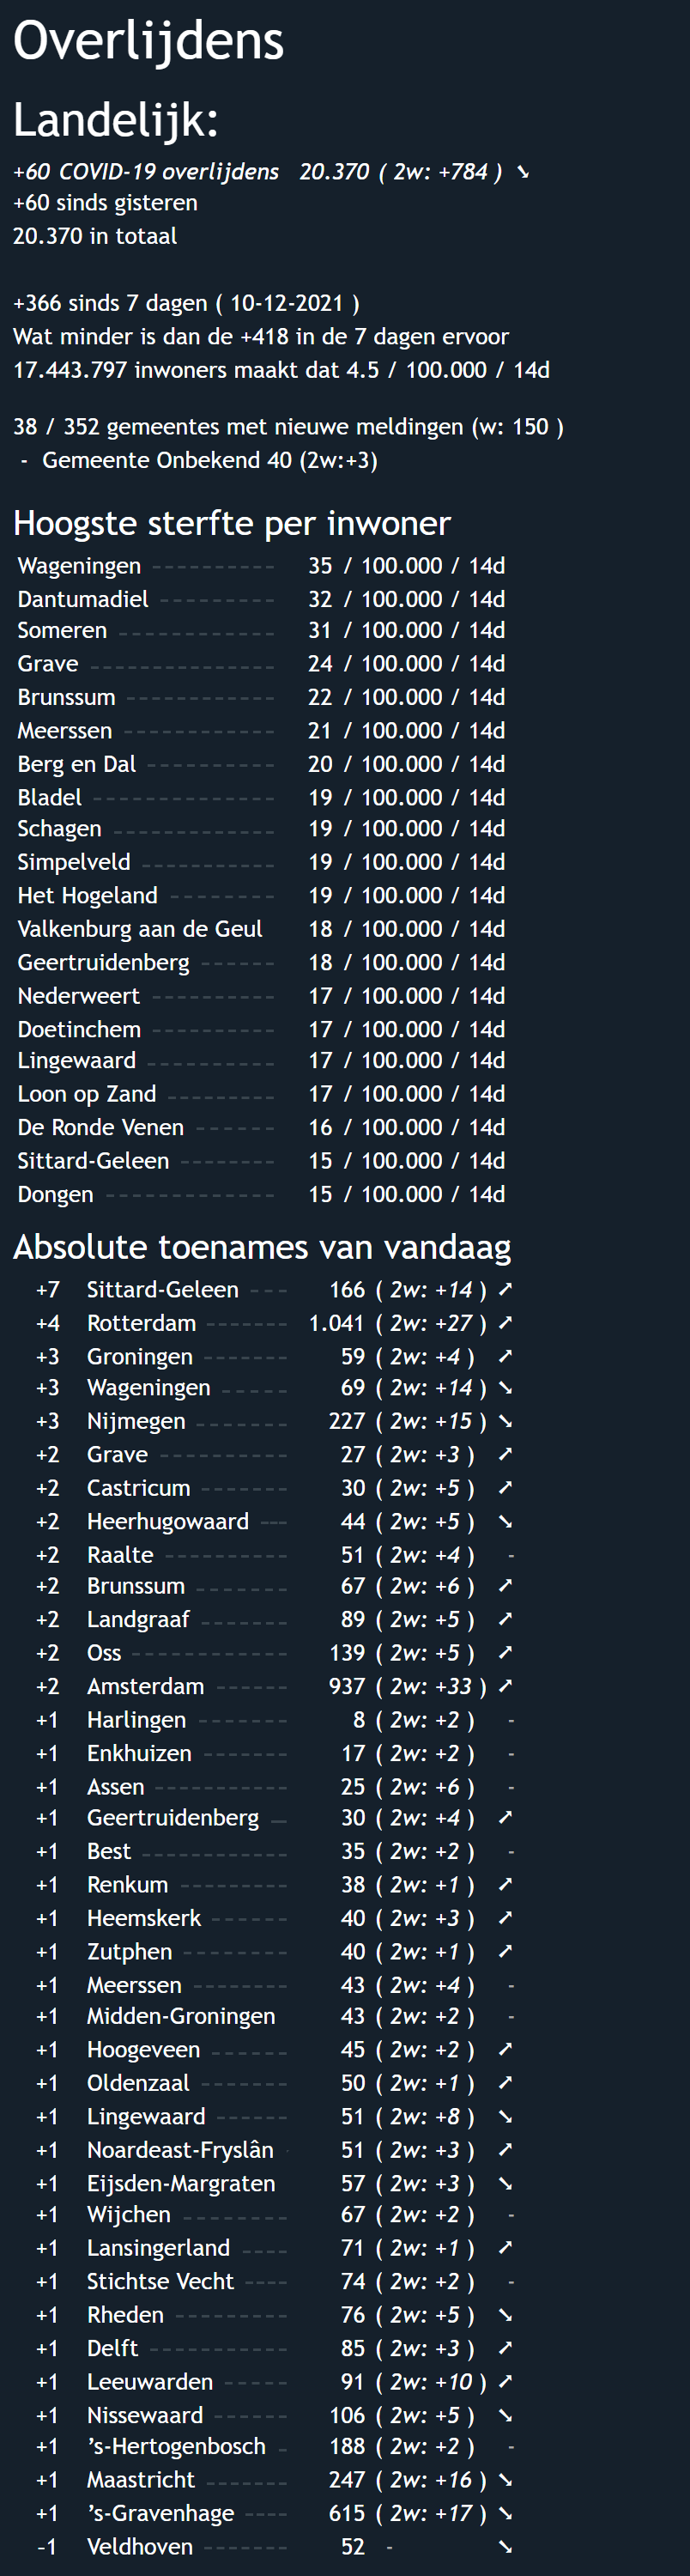 Overlijdens
Landelijk:
+60 COVID-19 overlijdens 20.370 ( 2w: +784 ) ➘
+60 sinds gisteren
20.370 in totaal
+366 sinds 7 dagen ( 10-12-2021 )
Wat minder is dan de +418 in de 7 dagen ervoor
17.443.797 inwoners maakt dat 4.5 / 100.000 / 14d
38 / 352 gemeentes met nieuwe meldingen (w: 150 )
- Gemeente Onbekend 40 (2w:+3)
Hoogste sterfte per inwoner
Wageningen ---------- 35 / 100.000 / 14d
Dantumadiel --------- 32 / 100.000 / 14d
Someren ------------ 31 / 100.000 / 14d
Grave -------------- 24 / 100.000 / 14d
Brunssum ----------- 22 / 100.000 / 14d
Meerssen ------------ 21 / 100.000 / 14d
Berg en Dal ---------- 20 / 100.000 / 14d
Bladel -------------- 19 / 100.000 / 14d
Schagen ------------ 19 / 100.000 / 14d
Simpelveld ---------- 19 / 100.000 / 14d
Het Hogeland -------- 19 / 100.000 / 14d
Valkenburg aan de Geul 18 / 100.000 / 14d
Geertruidenberg ------ 18 / 100.000 / 14d
Nederweert ---------- 17 / 100.000 / 14d
Doetinchem ---------- 17 / 100.000 / 14d
Lingewaard ---------- 17 / 100.000 / 14d
Loon op Zand -------- 17 / 100.000 / 14d
De Ronde Venen ------ 16 / 100.000 / 14d
Sittard-Geleen ------- 15 / 100.000 / 14d
Dongen ------------- 15 / 100.000 / 14d
Absolute toenames van vandaag
+7 Sittard-Geleen --- 166 ( 2w: +14 ) ➚
+4 Rotterdam ------- 1.041 ( 2w: +27 ) ➚
+3 Groningen ------- 59 ( 2w: +4 ) ➚
+3 Wageningen ----- 69 ( 2w: +14 ) ➘
+3 Nijmegen ------- 227 ( 2w: +15 ) ➘
+2 Grave ---------- 27 ( 2w: +3 ) ➚
+2 Castricum ------- 30 ( 2w: +5 ) ➚
+2 Heerhugowaard --- 44 ( 2w: +5 ) ➘
+2 Raalte ---------- 51 ( 2w: +4 ) -
+2 Brunssum ------- 67 ( 2w: +6 ) ➚
+2 Landgraaf ------- 89 ( 2w: +5 ) ➚
+2 Oss ------------ 139 ( 2w: +5 ) ➚
+2 Amsterdam ------ 937 ( 2w: +33 ) ➚
+1 Harlingen ------- 8 ( 2w: +2 ) -
+1 Enkhuizen ------- 17 ( 2w: +2 ) -
+1 Assen ---------- 25 ( 2w: +6 ) -
+1 Geertruidenberg -- 30 ( 2w: +4 ) ➚
+1 Best ----------- 35 ( 2w: +2 ) -
+1 Renkum --------- 38 ( 2w: +1 ) ➚
+1 Heemskerk ------ 40 ( 2w: +3 ) ➚
+1 Zutphen -------- 40 ( 2w: +1 ) ➚
+1 Meerssen -------- 43 ( 2w: +4 ) -
+1 Midden-Groningen 43 ( 2w: +2 ) -
+1 Hoogeveen ------ 45 ( 2w: +2 ) ➚
+1 Oldenzaal ------- 50 ( 2w: +1 ) ➚
+1 Lingewaard ------ 51 ( 2w: +8 ) ➘
+1 Noardeast-Fryslân - 51 ( 2w: +3 ) ➚
+1 Eijsden-Margraten 57 ( 2w: +3 ) ➘
+1 Wijchen -------- 67 ( 2w: +2 ) -
+1 Lansingerland ---- 71 ( 2w: +1 ) ➚
+1 Stichtse Vecht ---- 74 ( 2w: +2 ) -
+1 Rheden --------- 76 ( 2w: +5 ) ➘
+1 Delft ----------- 85 ( 2w: +3 ) ➚
+1 Leeuwarden ----- 91 ( 2w: +10 ) ➚
+1 Nissewaard ------ 106 ( 2w: +5 ) ➘
+1 ’s-Hertogenbosch - 188 ( 2w: +2 ) -
+1 Maastricht ------ 247 ( 2w: +16 ) ➘
+1 ’s-Gravenhage ---- 615 ( 2w: +17 ) ➘
-1 Veldhoven ------- 52 - ➘